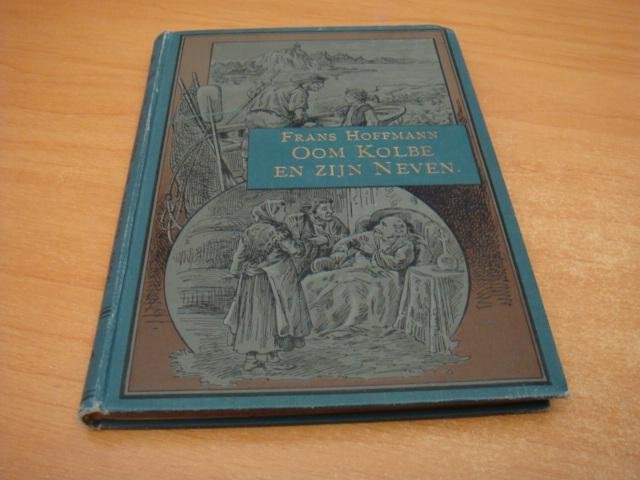 Frans Hoffmann
Oom Kolbe
en zijn Neven.